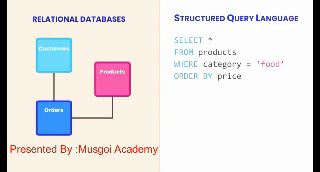 RELATIONAL DATABASES
Customers
Products
Orders
Presented By :Musgoi Academy
STRUCTURED QUERY LANGUAGE
SELECT *
FROM products
WHERE category = 'food'
ORDER BY price